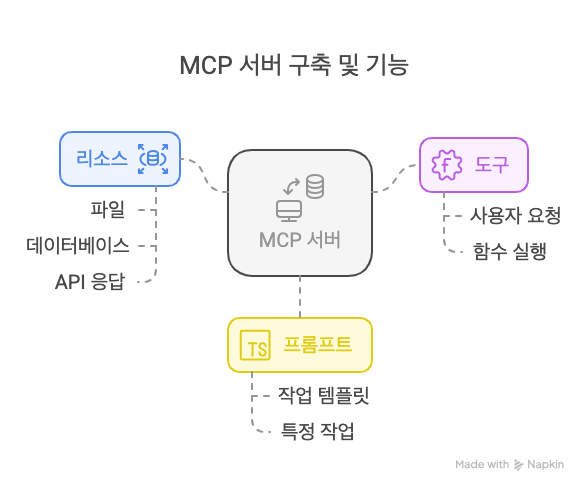 MCP 서버 구축 및 기능
리소스
파일
데이터베이스
API 응답
MCP 서버
도구
사용자 요청
함수 실행
TS
프롬프트
작업 템플릿
특정 작업
Made with Napkin